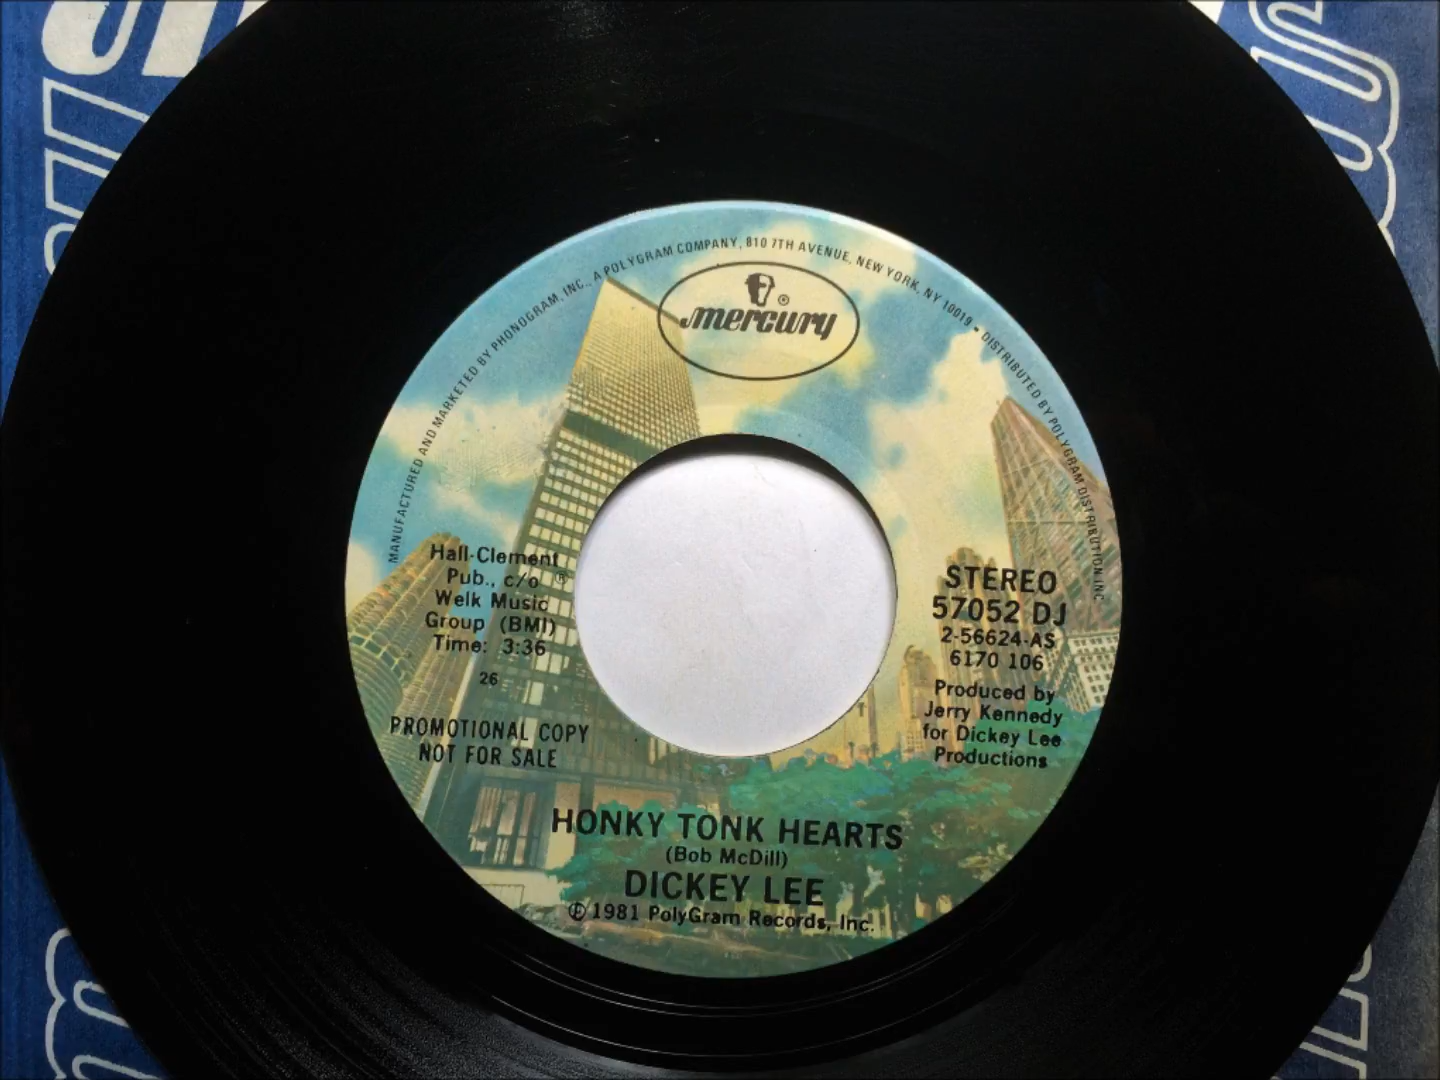 MANUFACTURED AND MARKETED BY PHONOGRAM, INC., A POLYGRAM COMPANY, 810 7TH AVENUE, NEW YORK, NY 10019 • DISTRIBUTED BY POLYGRAM DISTRIBUTION, INC.
mercury ®
Hall-Clement
Pub., c/o ®
Welk Music
Group (BMI)
Time: 3:36
26
PROMOTIONAL COPY
NOT FOR SALE
STEREO
57052 DJ
2-56624-AS
6170 106
Produced by
Jerry Kennedy
for Dickey Lee
Productions
HONKY TONK HEARTS
(Bob McDill)
DICKEY LEE
℗ 1981 PolyGram Records, Inc.